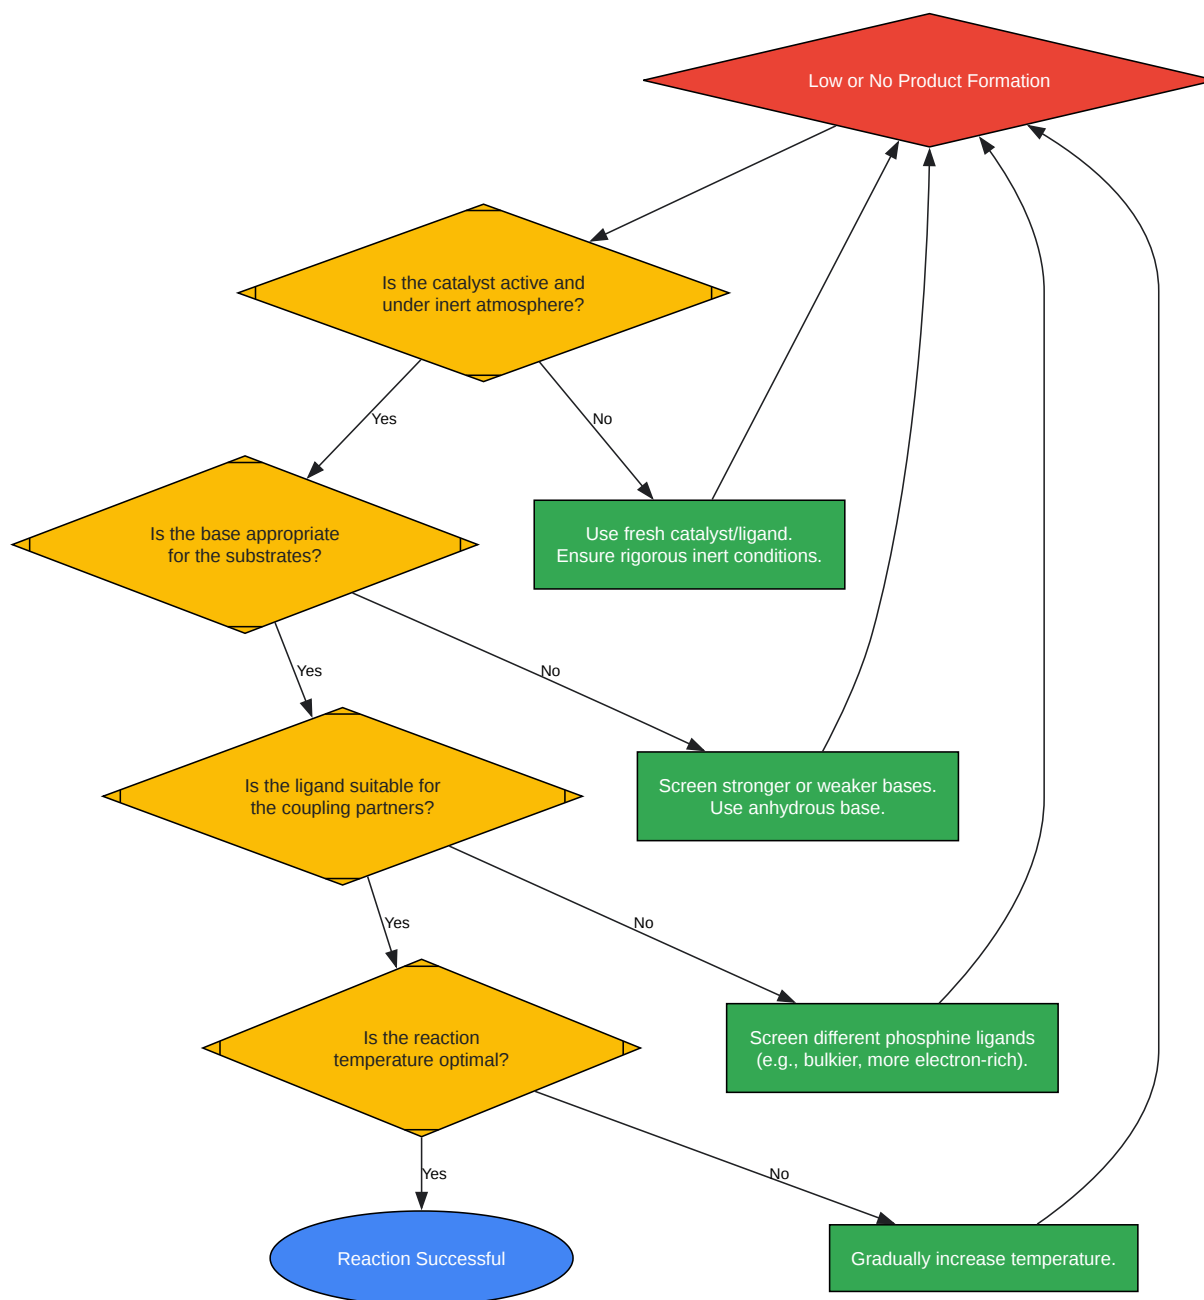 Low or No Product Formation
Is the catalyst active and
under inert atmosphere?
Yes
No
Is the base appropriate
for the substrates?
Use fresh catalyst/ligand.
Ensure rigorous inert conditions.
Yes
No
Is the ligand suitable for
the coupling partners?
Screen stronger or weaker bases.
Use anhydrous base.
Yes
No
Is the reaction
temperature optimal?
Screen different phosphine ligands
(e.g., bulkier, more electron-rich).
Yes
No
Reaction Successful
Gradually increase temperature.